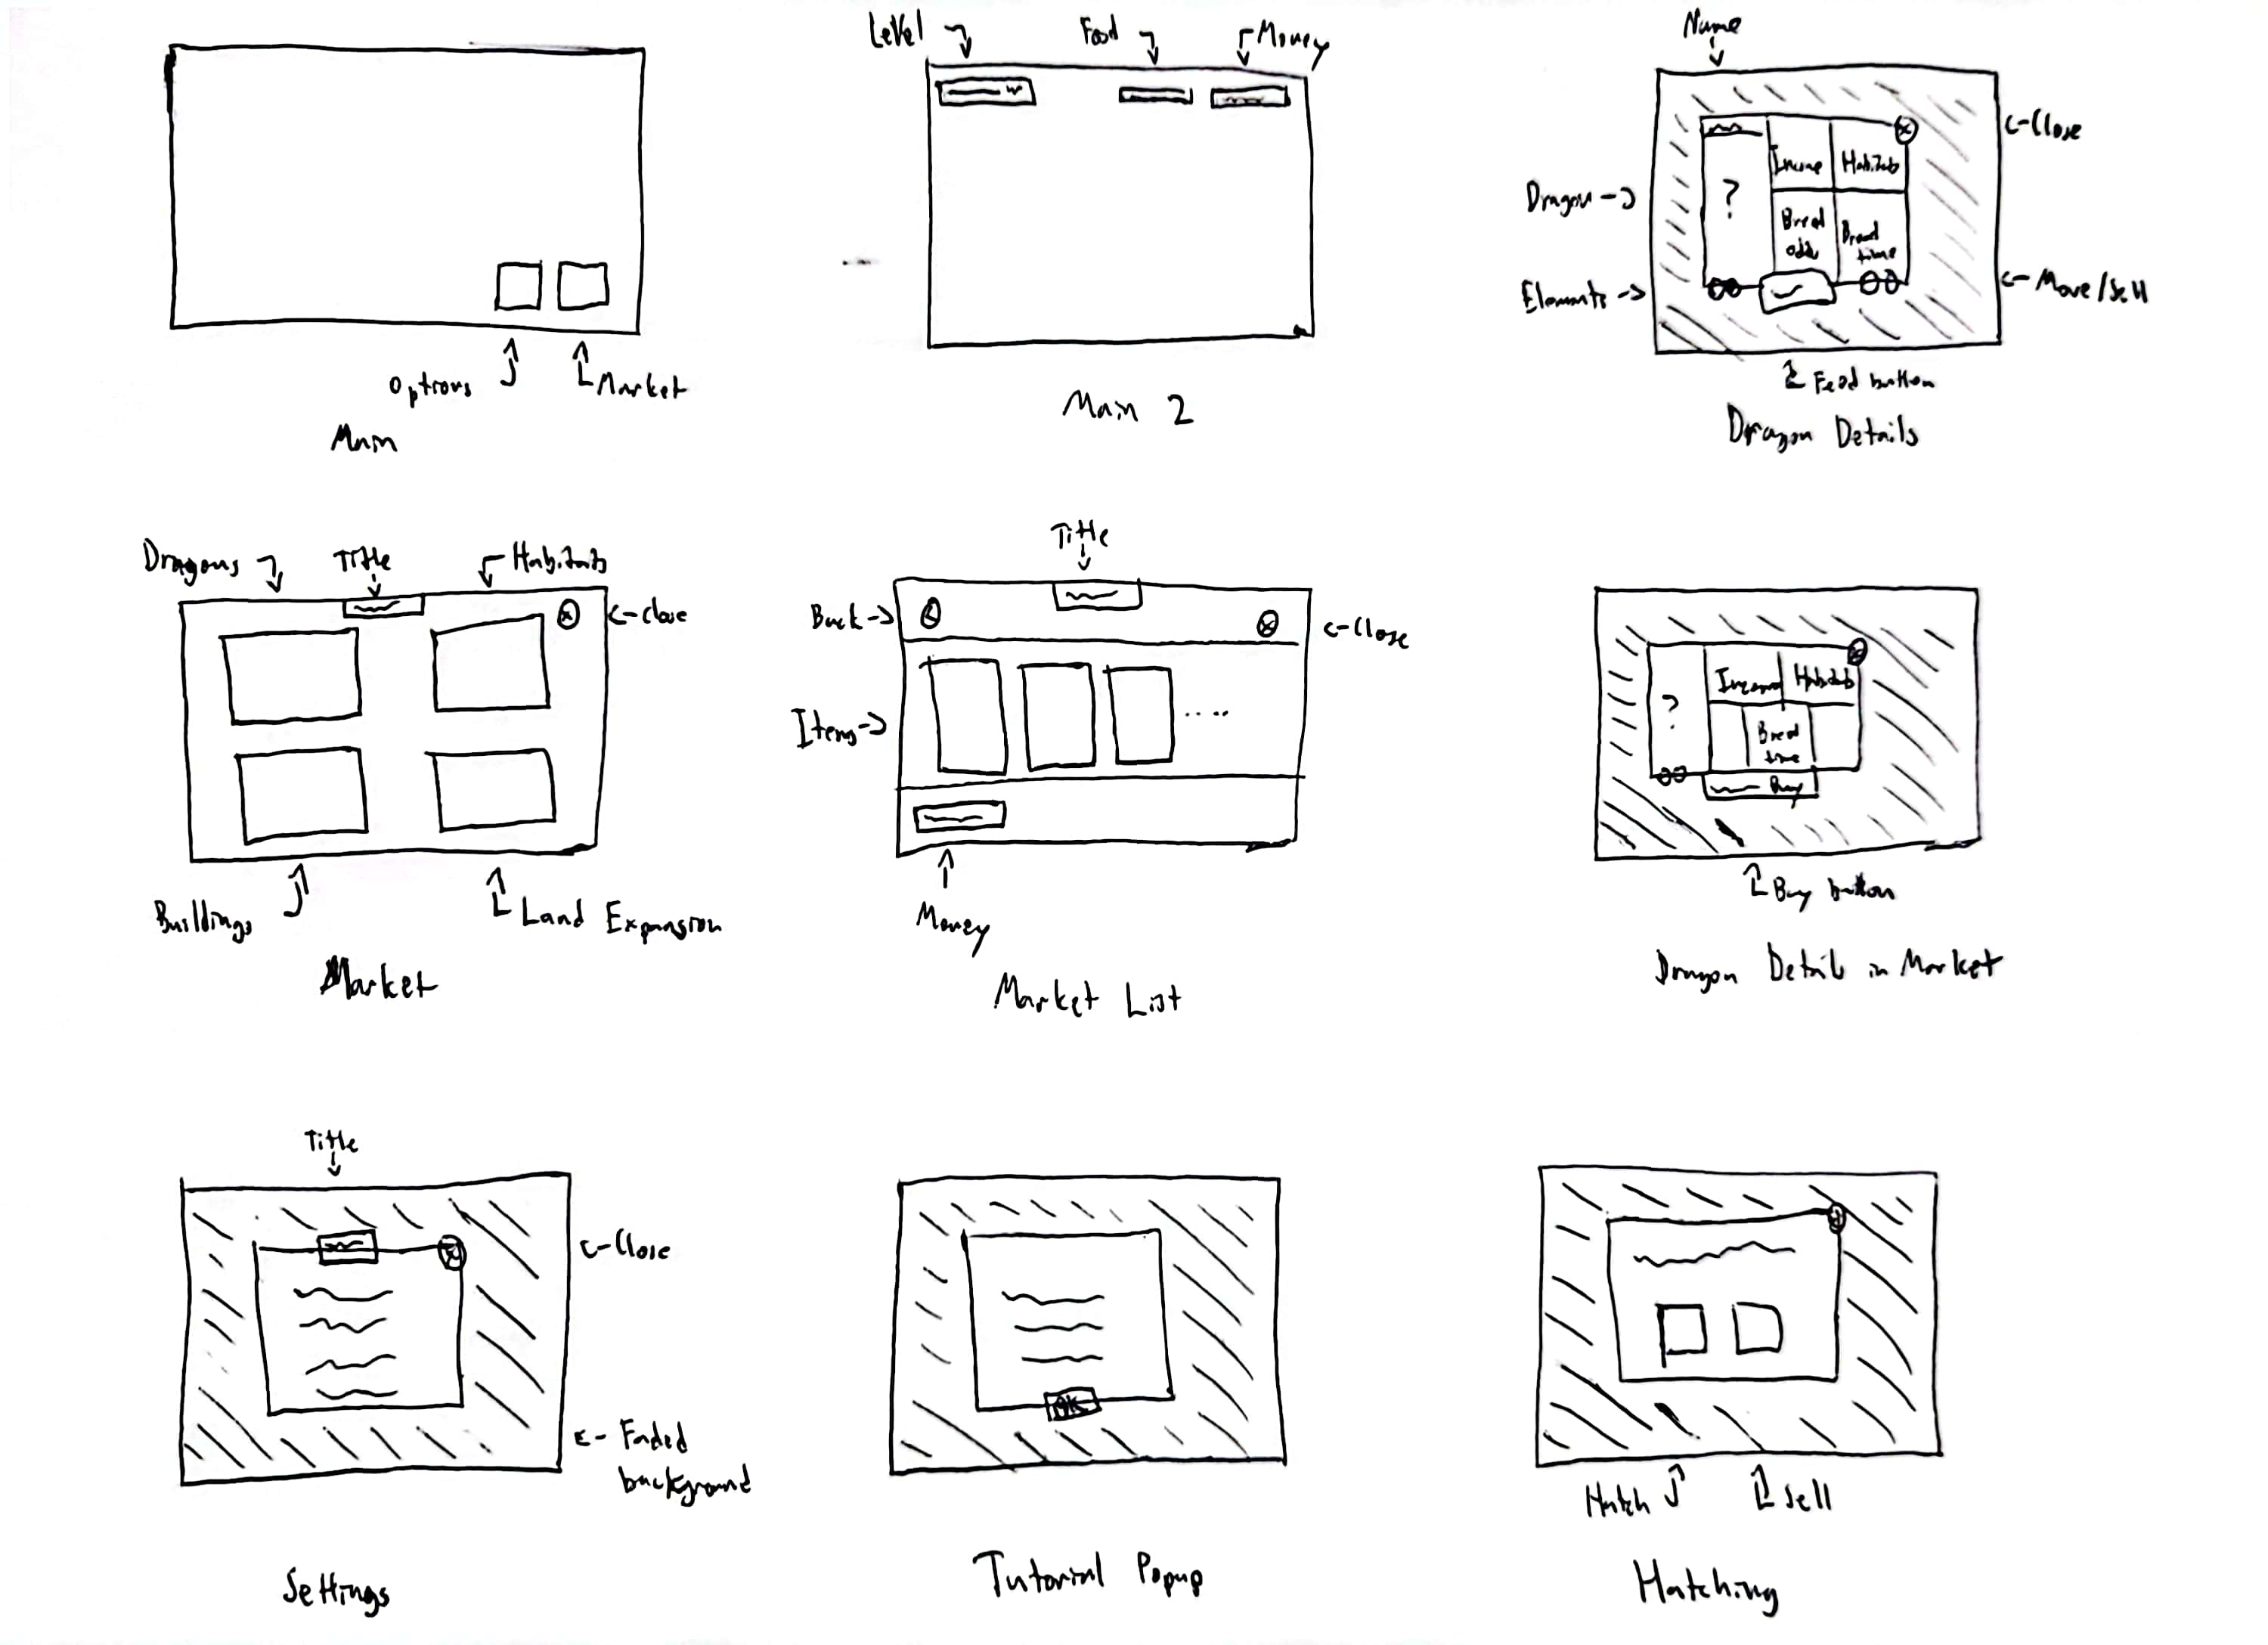 Options
Market
Main
Level
Food
Money
Main 2
Name
Close
Dragon
Income
Habitats
?
Breed
odds
Breed
time
Elements
Move/Sell
Feed button
Dragon Details
Dragons
Title
Habitats
Close
Buildings
Land Expansion
Market
Title
Back
Close
Items
.....
Money
Market List
Income
Habitats
?
Breed
time
Buy
Buy button
Dragon Details in Market
Title
Close
Faded
background
Settings
OK
Tutorial Popup
Hatch
Sell
Hatching